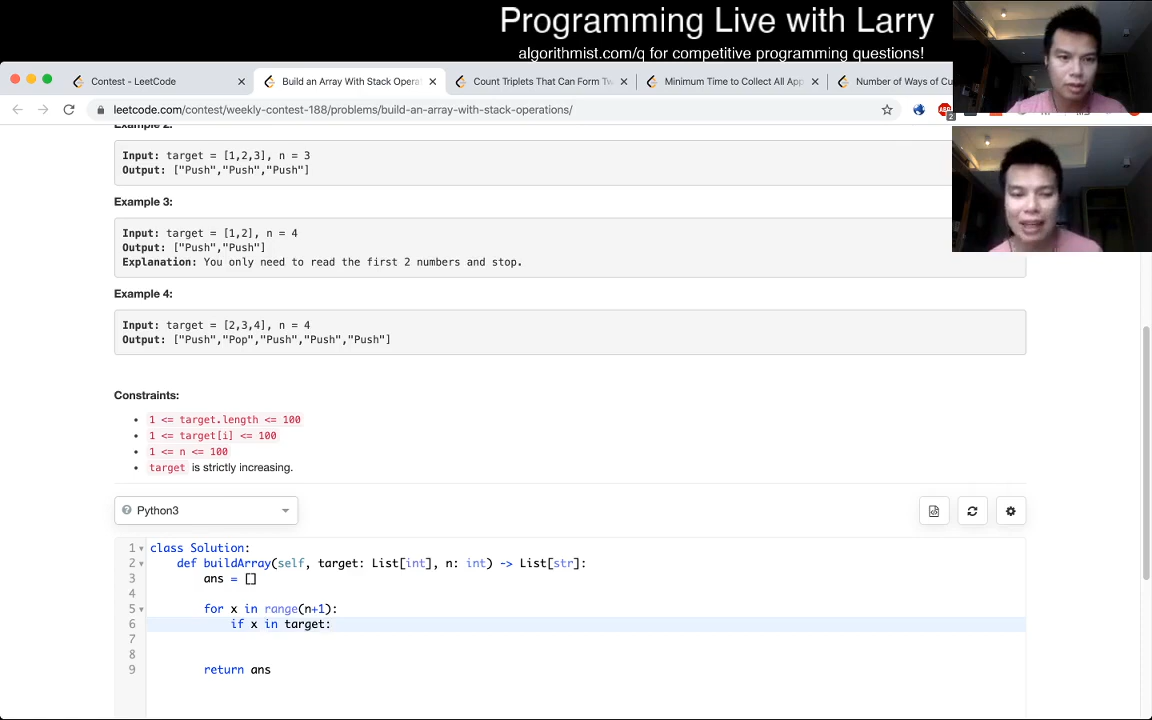 Programming Live with Larry
algorithmist.com/q for competitive programming questions!
Contest - LeetCode
Build an Array With Stack Opera
Count Triplets That Can Form Tw
Minimum Time to Collect All App
Number of Ways of Cu
leetcode.com/contest/weekly-contest-188/problems/build-an-array-with-stack-operations/
Example 2:
Input: target = [1,2,3], n = 3
Output: ["Push","Push","Push"]
Example 3:
Input: target = [1,2], n = 4
Output: ["Push","Push"]
Explanation: You only need to read the first 2 numbers and stop.
Example 4:
Input: target = [2,3,4], n = 4
Output: ["Push","Pop","Push","Push","Push"]
Constraints:
1 <= target.length <= 100
1 <= target[i] <= 100
1 <= n <= 100
target is strictly increasing.
Python3
1 class Solution:
2 def buildArray(self, target: List[int], n: int) -> List[str]:
3 ans = []
4
5 for x in range(n+1):
6 if x in target:
7
8
9 return ans